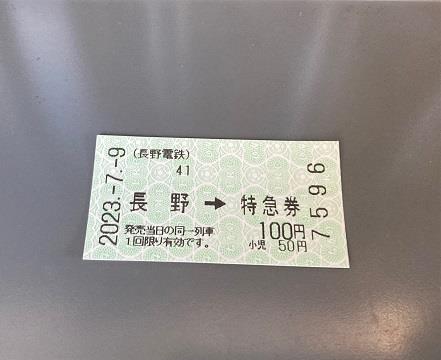 2023.-7.-9
(長野電鉄)
41
長野 → 特急券
発売当日の同一列車
1回限り有効です。
100円
小児 50円
7596